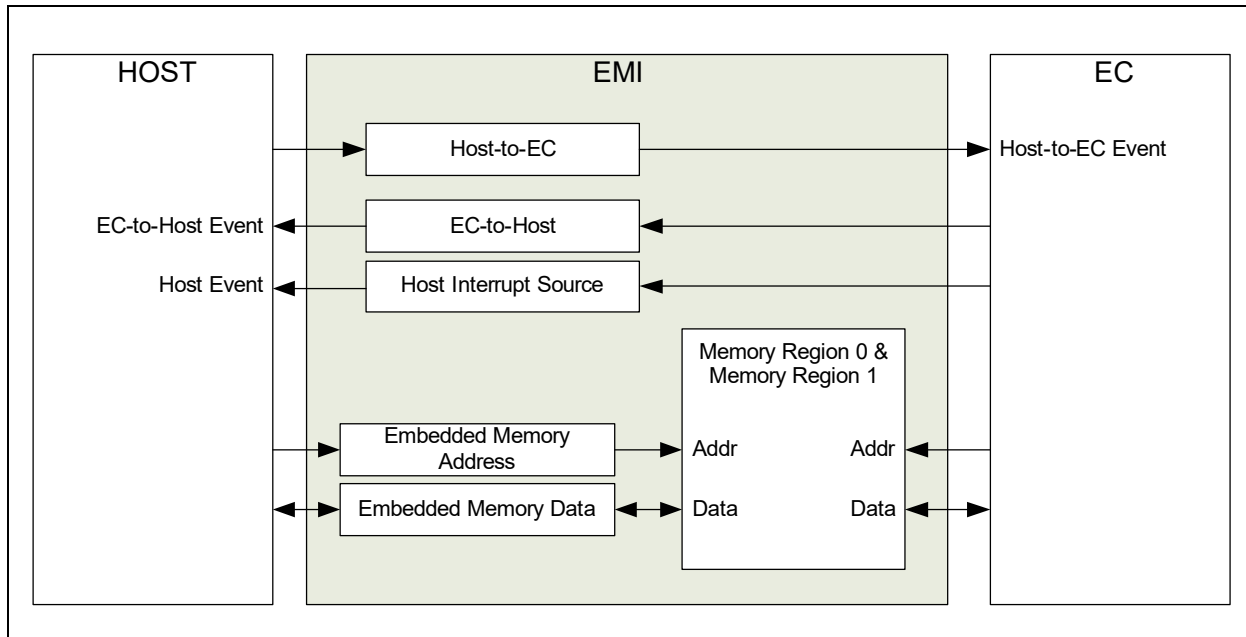 HOST
EMI
EC
Host-to-EC
Host-to-EC Event
EC-to-Host Event
EC-to-Host
Host Event
Host Interrupt Source
Memory Region 0 &
Memory Region 1
Embedded Memory
Address
Addr
Addr
Embedded Memory Data
Data
Data